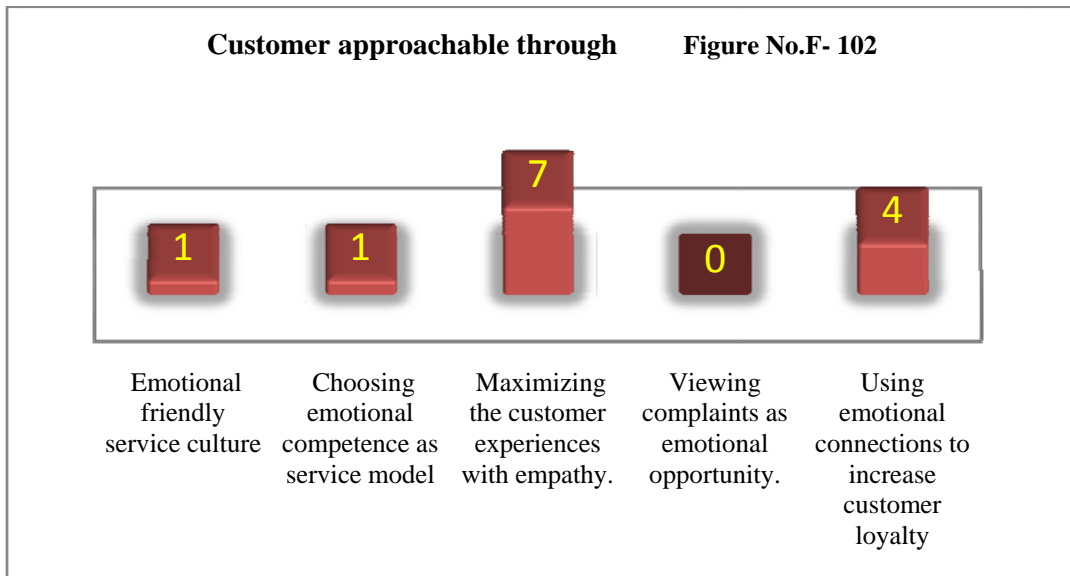 Customer approachable through Figure No.F- 102
1 1 7 0 4
Emotional
friendly
service culture
Choosing
emotional
competence as
service model
Maximizing
the customer
experiences
with empathy.
Viewing
complaints as
emotional
opportunity.
Using
emotional
connections to
increase
customer
loyalty